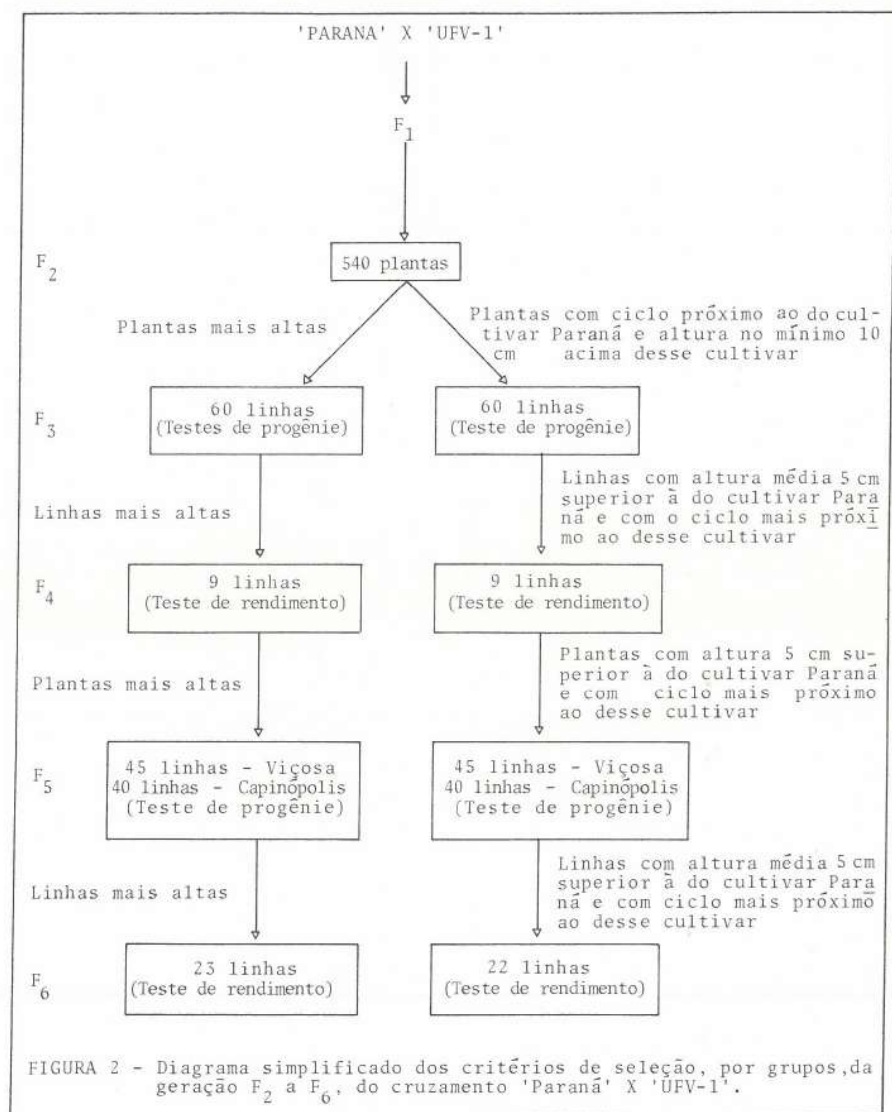 'PARANA' X 'UFV-1'
F1
F2
540 plantas
Plantas mais altas
Plantas com ciclo próximo ao do cul-
tivar Paraná e altura no mínimo 10
cm acima desse cultivar
F3
60 linhas
(Testes de progênie)
60 linhas
(Teste de progênie)
Linhas mais altas
Linhas com altura média 5 cm
superior à do cultivar Para
ná e com o ciclo mais próxi
mo ao desse cultivar
F4
9 linhas
(Teste de rendimento)
9 linhas
(Teste de rendimento)
Plantas mais altas
Plantas com altura 5 cm su-
perior à do cultivar Paraná
e com ciclo mais próximo
ao desse cultivar
F5
45 linhas - Viçosa
40 linhas - Capinópolis
(Teste de progênie)
45 linhas - Viçosa
40 linhas - Capinópolis
(Teste de progênie)
Linhas mais altas
Linhas com altura média 5 cm
superior à do cultivar Para
ná e com ciclo mais próximo
ao desse cultivar
F6
23 linhas
(Teste de rendimento)
22 linhas
(Teste de rendimento)
FIGURA 2 - Diagrama simplificado dos critérios de seleção, por grupos, da
geração F2 a F6, do cruzamento 'Paraná' X 'UFV-1'.